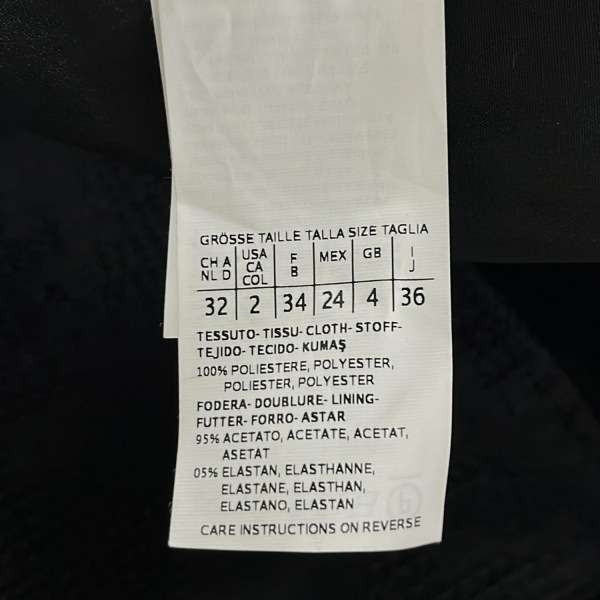 GRÖSSE TAILLE TALLA SIZE TAGLIA
CH A NL D USA CA COL F B MEX GB I J
32 2 34 24 4 36
TESSUTO- TISSU- CLOTH- STOFF-
TEJIDO- TECIDO- KUMAŞ
100% POLIESTERE, POLYESTER,
POLIESTER, POLYESTER
FODERA- DOUBLURE- LINING-
FUTTER- FORRO- ASTAR
95% ACETATO, ACETATE, ACETAT,
ASETAT
05% ELASTAN, ELASTHANNE,
ELASTANE, ELASTHAN,
ELASTANO, ELASTAN
CARE INSTRUCTIONS ON REVERSE